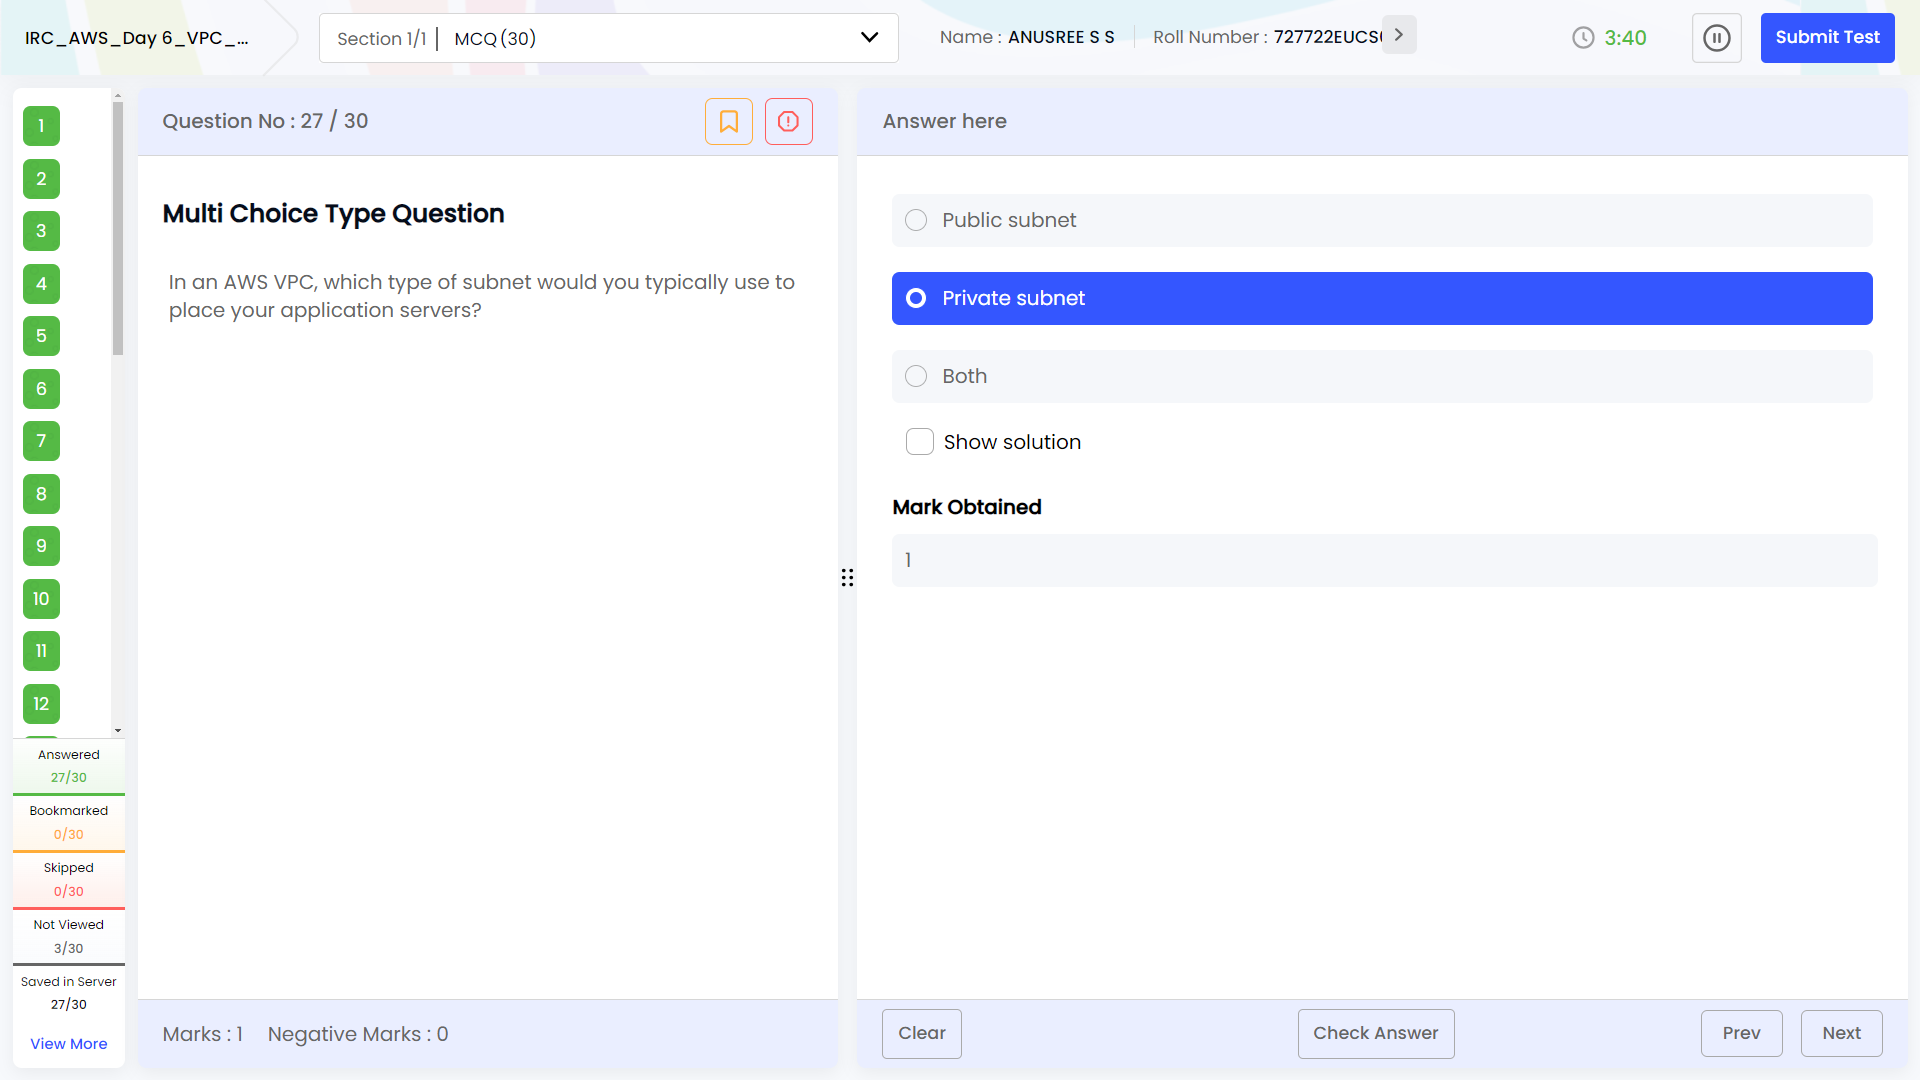 IRC_AWS_Day 6_VPC_...
Section 1/1 | MCQ (30)
Name : ANUSREE S S
Roll Number : 727722EUCS
3:40
Submit Test
1
2
3
4
5
6
7
8
9
10
11
12
Answered
27/30
Bookmarked
0/30
Skipped
0/30
Not Viewed
3/30
Saved in Server
27/30
View More
Question No : 27 / 30
Multi Choice Type Question
In an AWS VPC, which type of subnet would you typically use to
place your application servers?
Marks : 1 Negative Marks : 0
Answer here
Public subnet
Private subnet
Both
Show solution
Mark Obtained
1
Clear
Check Answer
Prev
Next